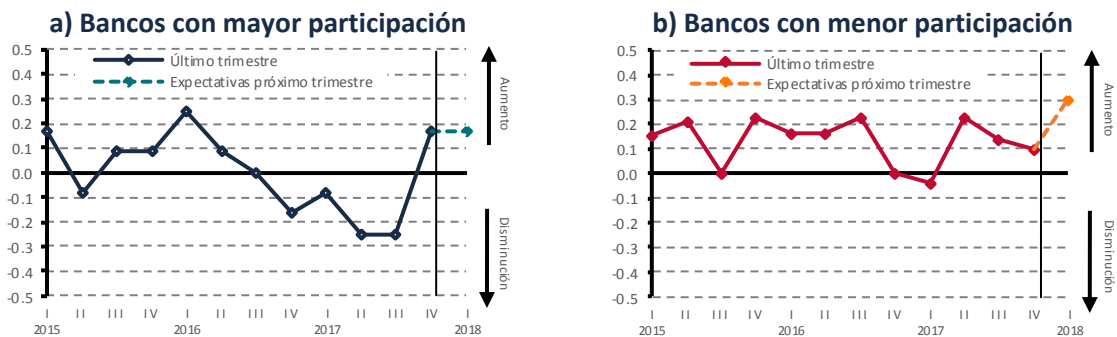 a) Bancos con mayor participación
0.5
0.4
0.3
0.2
0.1
0.0
-0.1
-0.2
-0.3
-0.4
-0.5
Último trimestre
Expectativas próximo trimestre
Aumento
Disminución
I II III IV I II III IV I II III IV I
2015 2016 2017 2018
b) Bancos con menor participación
0.5
0.4
0.3
0.2
0.1
0.0
-0.1
-0.2
-0.3
-0.4
-0.5
Último trimestre
Expectativas próximo trimestre
Aumento
Disminución
I II III IV I II III IV I II III IV I
2015 2016 2017 2018